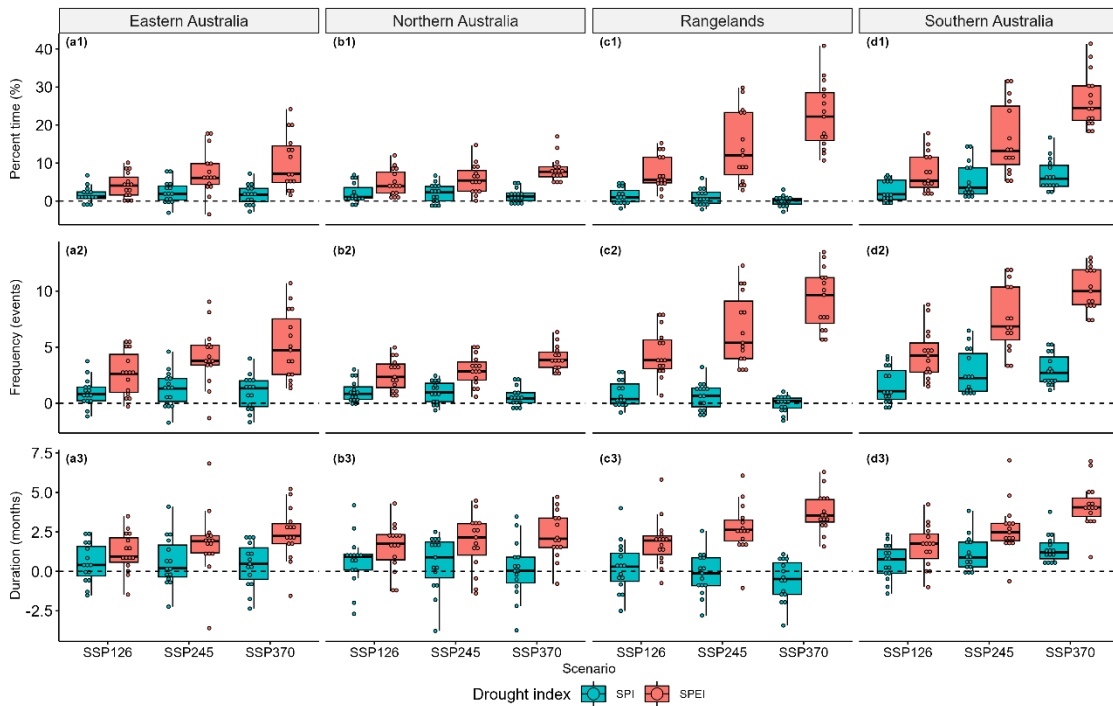 Eastern Australia Northern Australia Rangelands Southern Australia
(a1) (b1) (c1) (d1)
Percent time (%)
40
30
20
10
0
(a2) (b2) (c2) (d2)
Frequency (events)
10
5
0
(a3) (b3) (c3) (d3)
Duration (months)
7.5
5.0
2.5
0.0
-2.5
SSP126 SSP245 SSP370 SSP126 SSP245 SSP370 SSP126 SSP245 SSP370 SSP126 SSP245 SSP370
Scenario
Drought index SPI SPEI